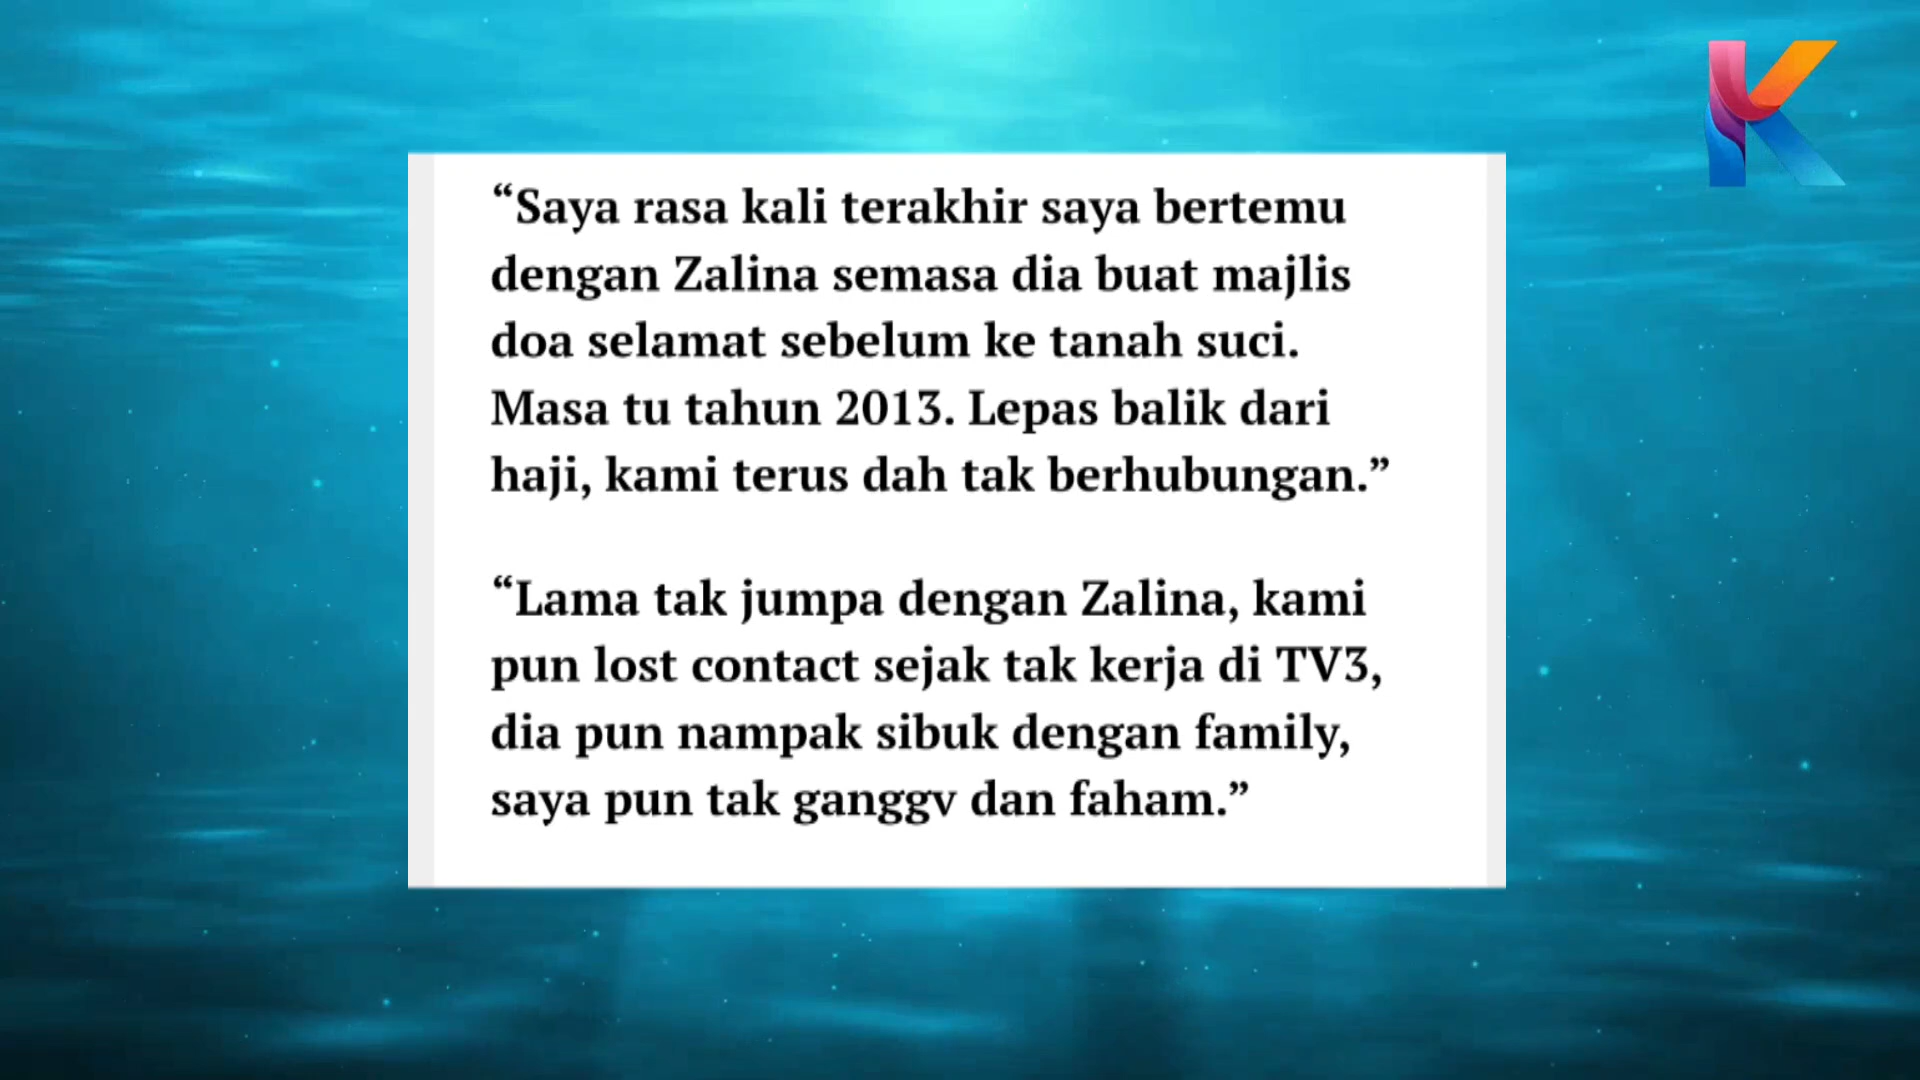 “Saya rasa kali terakhir saya bertemu
dengan Zalina semasa dia buat majlis
doa selamat sebelum ke tanah suci.
Masa tu tahun 2013. Lepas balik dari
haji, kami terus dah tak berhubungan.”
“Lama tak jumpa dengan Zalina, kami
pun lost contact sejak tak kerja di TV3,
dia pun nampak sibuk dengan family,
saya pun tak ganggv dan faham.”